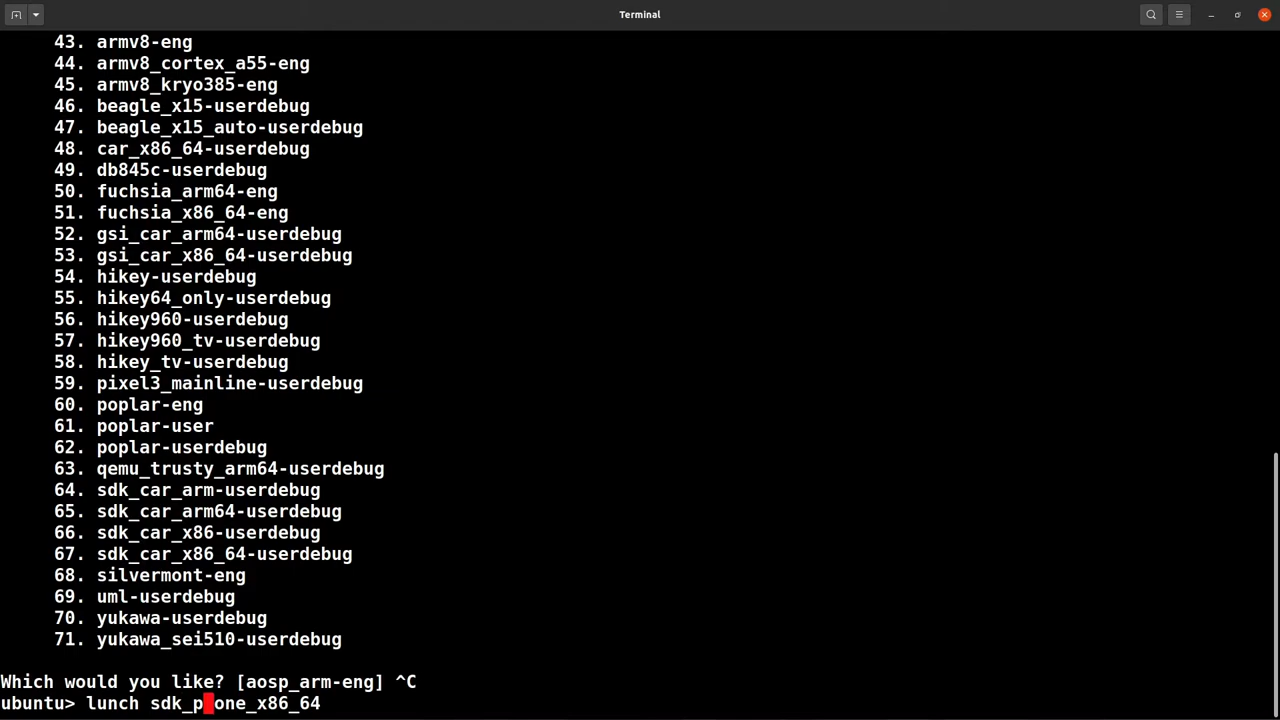 Terminal
43. armv8-eng
44. armv8_cortex_a55-eng
45. armv8_kryo385-eng
46. beagle_x15-userdebug
47. beagle_x15_auto-userdebug
48. car_x86_64-userdebug
49. db845c-userdebug
50. fuchsia_arm64-eng
51. fuchsia_x86_64-eng
52. gsi_car_arm64-userdebug
53. gsi_car_x86_64-userdebug
54. hikey-userdebug
55. hikey64_only-userdebug
56. hikey960-userdebug
57. hikey960_tv-userdebug
58. hikey_tv-userdebug
59. pixel3_mainline-userdebug
60. poplar-eng
61. poplar-user
62. poplar-userdebug
63. qemu_trusty_arm64-userdebug
64. sdk_car_arm-userdebug
65. sdk_car_arm64-userdebug
66. sdk_car_x86-userdebug
67. sdk_car_x86_64-userdebug
68. silvermont-eng
69. uml-userdebug
70. yukawa-userdebug
71. yukawa_sei510-userdebug
Which would you like? [aosp_arm-eng] ^C
ubuntu> lunch sdk_phone_x86_64